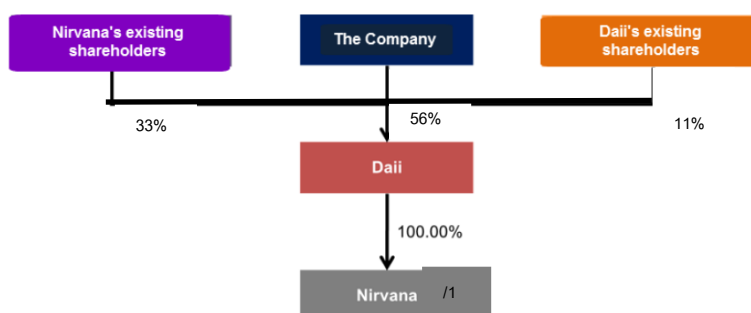 Nirvana's existing
shareholders
The Company
Daii's existing
shareholders
33%
56%
11%
Daii
100.00%
Nirvana /1